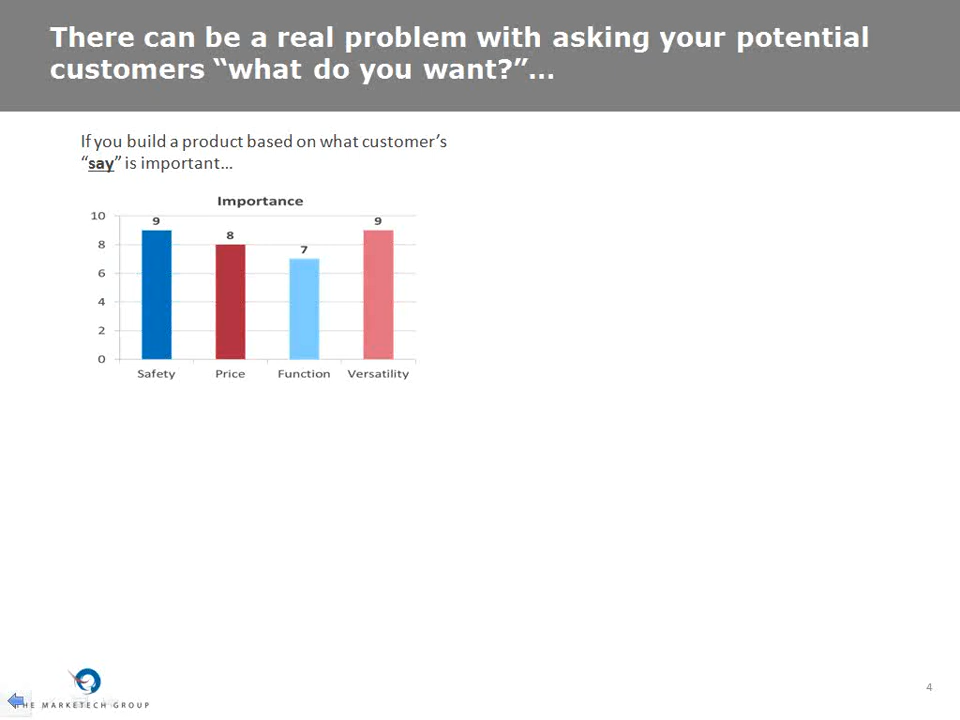 There can be a real problem with asking your potential
customers “what do you want?”...
If you build a product based on what customer’s
“say” is important...
Importance
10
8
6
4
2
0
9
8
7
9
Safety Price Function Versatility
THE MARKETECH GROUP
4